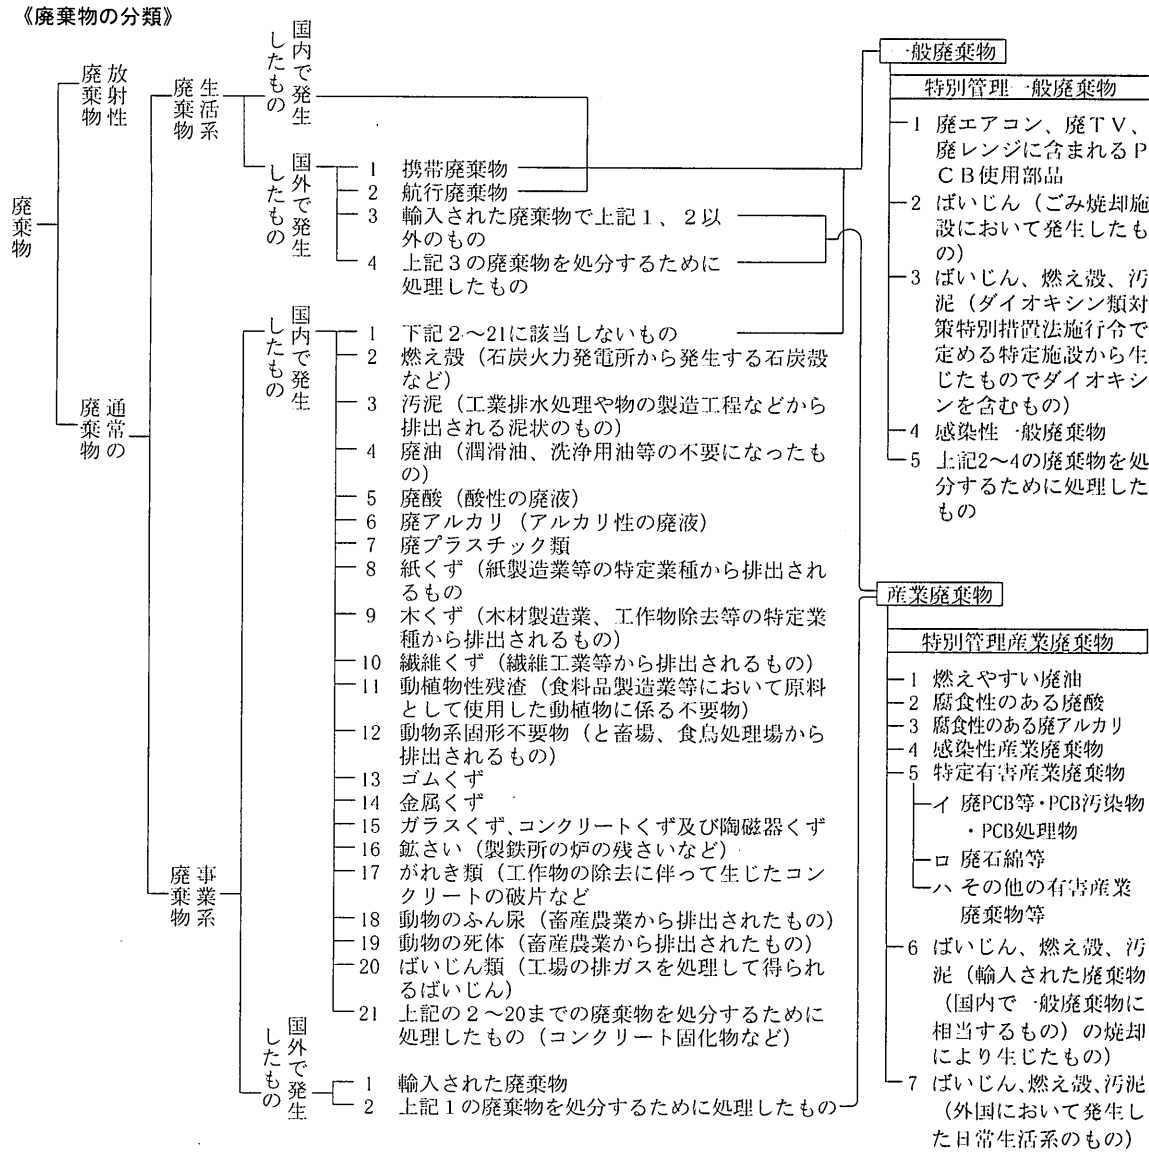 《廃棄物の分類》
廃棄物
放射性
廃棄物
通常の
廃棄物
生活系
廃棄物
国内で発生
したもの
国外で発生
したもの
1 携帯廃棄物
2 航行廃棄物
3 輸入された廃棄物で上記1、2以
外のもの
4 上記3の廃棄物を処分するために
処理したもの
事業系
廃棄物
国内で発生
したもの
1 下記2~21に該当しないもの
2 燃え殻(石炭火力発電所から発生する石炭殻
など)
3 汚泥(工業排水処理や物の製造工程などから
排出される泥状のもの)
4 廃油(潤滑油、洗浄用油等の不要になったも
の)
5 廃酸(酸性の廃液)
6 廃アルカリ(アルカリ性の廃液)
7 廃プラスチック類
8 紙くず(紙製造業等の特定業種から排出され
るもの
9 木くず(木材製造業、工作物除去等の特定業
種から排出されるもの)
10 繊維くず(繊維工業等から排出されるもの)
11 動植物性残渣(食料品製造業等において原料
として使用した動植物に係る不要物)
12 動物系固形不要物(と畜場、食鳥処理場から
排出されるもの)
13 ゴムくず
14 金属くず
15 ガラスくず、コンクリートくず及び陶磁器くず
16 鉱さい(製鉄所の炉の残さいなど)
17 がれき類(工作物の除去に伴って生じたコン
クリートの破片など
18 動物のふん尿(畜産農業から排出されたもの)
19 動物の死体(畜産農業から排出されたもの)
20 ばいじん類(工場の排ガスを処理して得られ
るばいじん)
21 上記の2~20までの廃棄物を処分するために
処理したもの(コンクリート固化物など)
国外で発生
したもの
1 輸入された廃棄物
2 上記1の廃棄物を処分するために処理したもの
一般廃棄物
特別管理一般廃棄物
1 廃エアコン、廃TV、
廃レンジに含まれるP
CB使用部品
2 ばいじん(ごみ焼却施
設において発生したも
の)
3 ばいじん、燃え殻、汚
泥(ダイオキシン類対
策特別措置法施行令で
定める特定施設から生
じたものでダイオキシ
ンを含むもの)
4 感染性一般廃棄物
5 上記2~4の廃棄物を処
分するために処理した
もの
産業廃棄物
特別管理産業廃棄物
1 燃えやすい廃油
2 腐食性のある廃酸
3 腐食性のある廃アルカリ
4 感染性産業廃棄物
5 特定有害産業廃棄物
イ 廃PCB等・PCB汚染物
・PCB処理物
ロ 廃石綿等
ハ その他の有害産業
廃棄物等
6 ばいじん、燃え殻、汚
泥(輸入された廃棄物
(国内で一般廃棄物に
相当するもの)の焼却
により生じたもの)
7 ばいじん、燃え殻、汚泥
(外国において発生し
た日常生活系のもの)